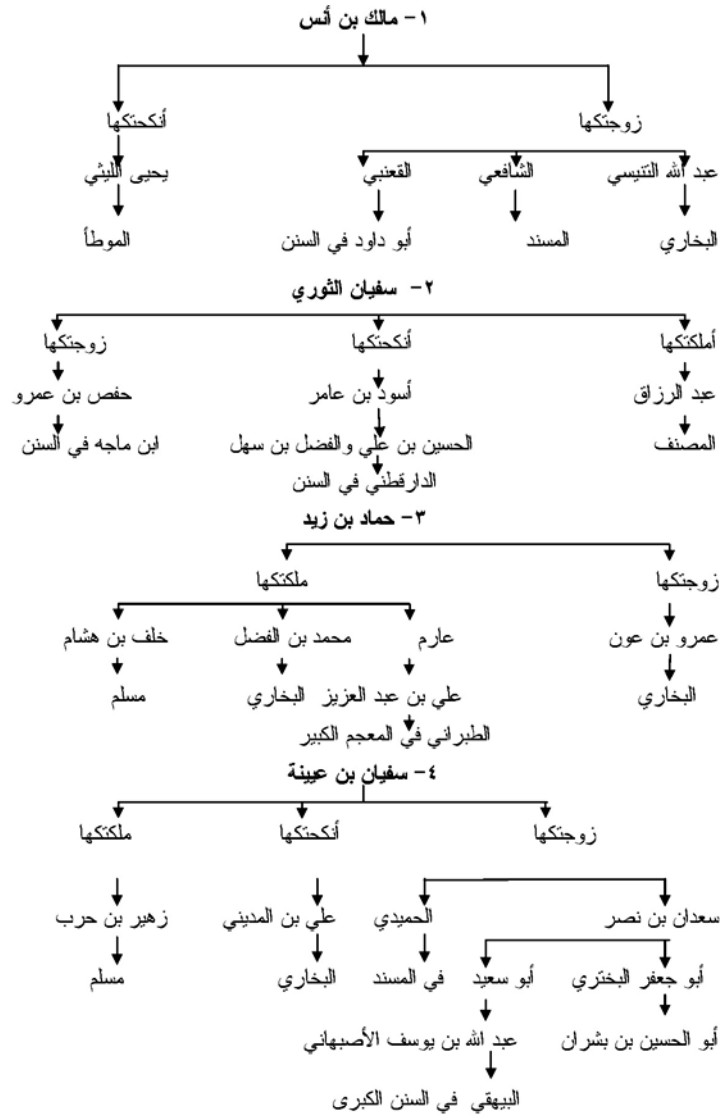 ١- مالك بن أنس
زوجتكها أنكحتكها
عبد الله التنيسي الشافعي القعنبي يحيى الليثي
البخاري المسند أبو داود في السنن الموطأ
٢- سفيان الثوري
أملكتكها أنكحتكها زوجتكها
عبد الرزاق أسود بن عامر حفص بن عمرو
المصنف الحسين بن علي والفضل بن سهل ابن ماجه في السنن
الدارقطني في السنن
٣- حماد بن زيد
زوجتكها ملكتكها
عمرو بن عون عارم محمد بن الفضل خلف بن هشام
البخاري علي بن عبد العزيز البخاري مسلم
الطبراني في المعجم الكبير
٤- سفيان بن عيينة
زوجتكها أنكحتكها ملكتكها
سعدان بن نصر الحميدي علي بن المديني زهير بن حرب
أبو جعفر البختري أبو سعيد في المسند البخاري مسلم
أبو الحسين بن بشران عبد الله بن يوسف الأصبهاني
البيهقي في السنن الكبرى